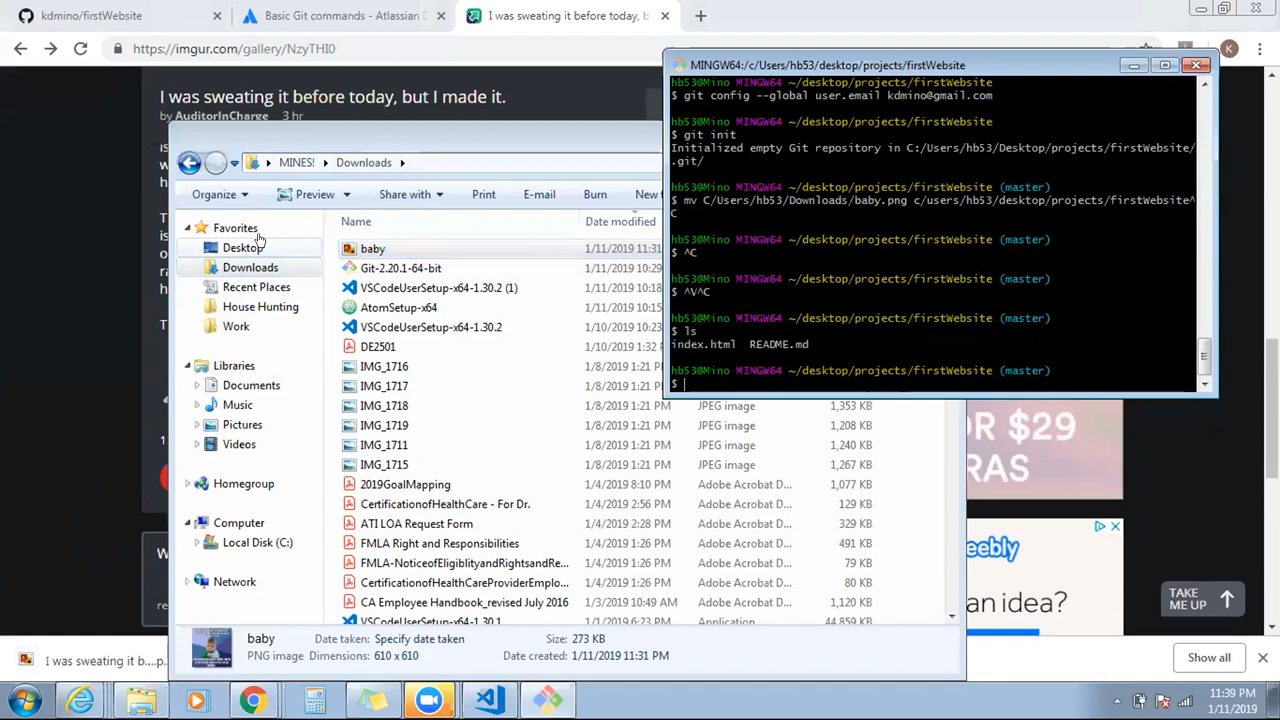 kdmino/firstWebsite
Basic Git commands - Atlassian D
I was sweating it before today, b
https://imgur.com/gallery/NzyTHI0
K
I was sweating it before today, but I made it.
by AuditorInCharge 3 hr
MINES!
Downloads
Organize
Preview
Share with
Print
E-mail
Burn
New f
Favorites
Desktop
Downloads
Recent Places
House Hunting
Work
Libraries
Documents
Music
Pictures
Videos
Homegroup
Computer
Local Disk (C:)
Network
Name
Date modified
baby 1/11/2019 11:31
Git-2.20.1-64-bit 1/11/2019 10:29
VSCodeUserSetup-x64-1.30.2 (1) 1/11/2019 10:18
AtomSetup-x64 1/11/2019 10:15
VSCodeUserSetup-x64-1.30.2 1/10/2019 10:23
DE2501 1/10/2019 12:30
IMG_1716 1/8/2019 1:21 PM
IMG_1717 1/8/2019 1:21 PM
IMG_1718 1/8/2019 1:21 PM JPEG image 1,353 KB
IMG_1719 1/8/2019 1:21 PM JPEG image 1,208 KB
IMG_1711 1/8/2019 1:21 PM JPEG image 1,240 KB
IMG_1715 1/8/2019 1:21 PM JPEG image 1,267 KB
2019GoalMapping 1/4/2019 8:10 PM Adobe Acrobat D... 1,077 KB
CertificationofHealthCare - For Dr. 1/4/2019 2:56 PM Adobe Acrobat D... 129 KB
ATI LOA Request Form 1/4/2019 2:28 PM Adobe Acrobat D... 329 KB
FMLA Right and Responsibilities 1/4/2019 1:26 PM Adobe Acrobat D... 491 KB
FMLA-NoticeofEligiblityandRightsandRe... 1/4/2019 1:26 PM Adobe Acrobat D... 79 KB
CertificationofHealthCareProviderEmplo... 1/4/2019 1:26 PM Adobe Acrobat D... 80 KB
CA Employee Handbook_revised July 2016 1/3/2019 10:49 AM Adobe Acrobat D... 1,120 KB
VSCodeUserSetup-x64-1.30.1 1/1/2019 6:23 PM Application 44,859 KB
baby Date taken: Specify date taken Size: 273 KB
PNG image Dimensions: 610 x 610 Date created: 1/11/2019 11:31 PM
MINGW64:/c/Users/hb53/desktop/projects/firstWebsite
hb53@Mino MINGW64 ~/desktop/projects/firstWebsite
$ git config --global user.email kdmino@gmail.com
hb53@Mino MINGW64 ~/desktop/projects/firstWebsite
$ git init
Initialized empty Git repository in C:/Users/hb53/Desktop/projects/firstWebsite/
.git/
hb53@Mino MINGW64 ~/desktop/projects/firstWebsite (master)
$ mv C/Users/hb53/Downloads/baby.png c/users/hb53/desktop/projects/firstWebsite^
C
hb53@Mino MINGW64 ~/desktop/projects/firstWebsite (master)
$ ^C
hb53@Mino MINGW64 ~/desktop/projects/firstWebsite (master)
$ ^V^C
hb53@Mino MINGW64 ~/desktop/projects/firstWebsite (master)
$ ls
index.html README.md
hb53@Mino MINGW64 ~/desktop/projects/firstWebsite (master)
$
OR $29
RAS
eebly
an idea?
TAKE
ME UP
I was sweating it b....p..
Show all
11:39 PM
1/11/2019